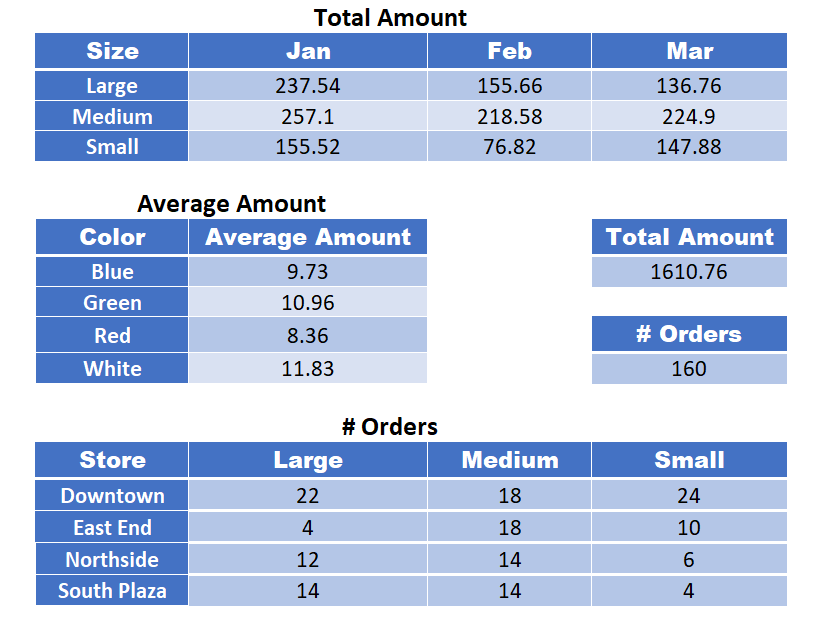 Total Amount
Size Jan Feb Mar
Large 237.54 155.66 136.76
Medium 257.1 218.58 224.9
Small 155.52 76.82 147.88
Average Amount
Color Average Amount Total Amount
Blue 9.73 1610.76
Green 10.96
Red 8.36 # Orders
White 11.83 160
# Orders
Store Large Medium Small
Downtown 22 18 24
East End 4 18 10
Northside 12 14 6
South Plaza 14 14 4